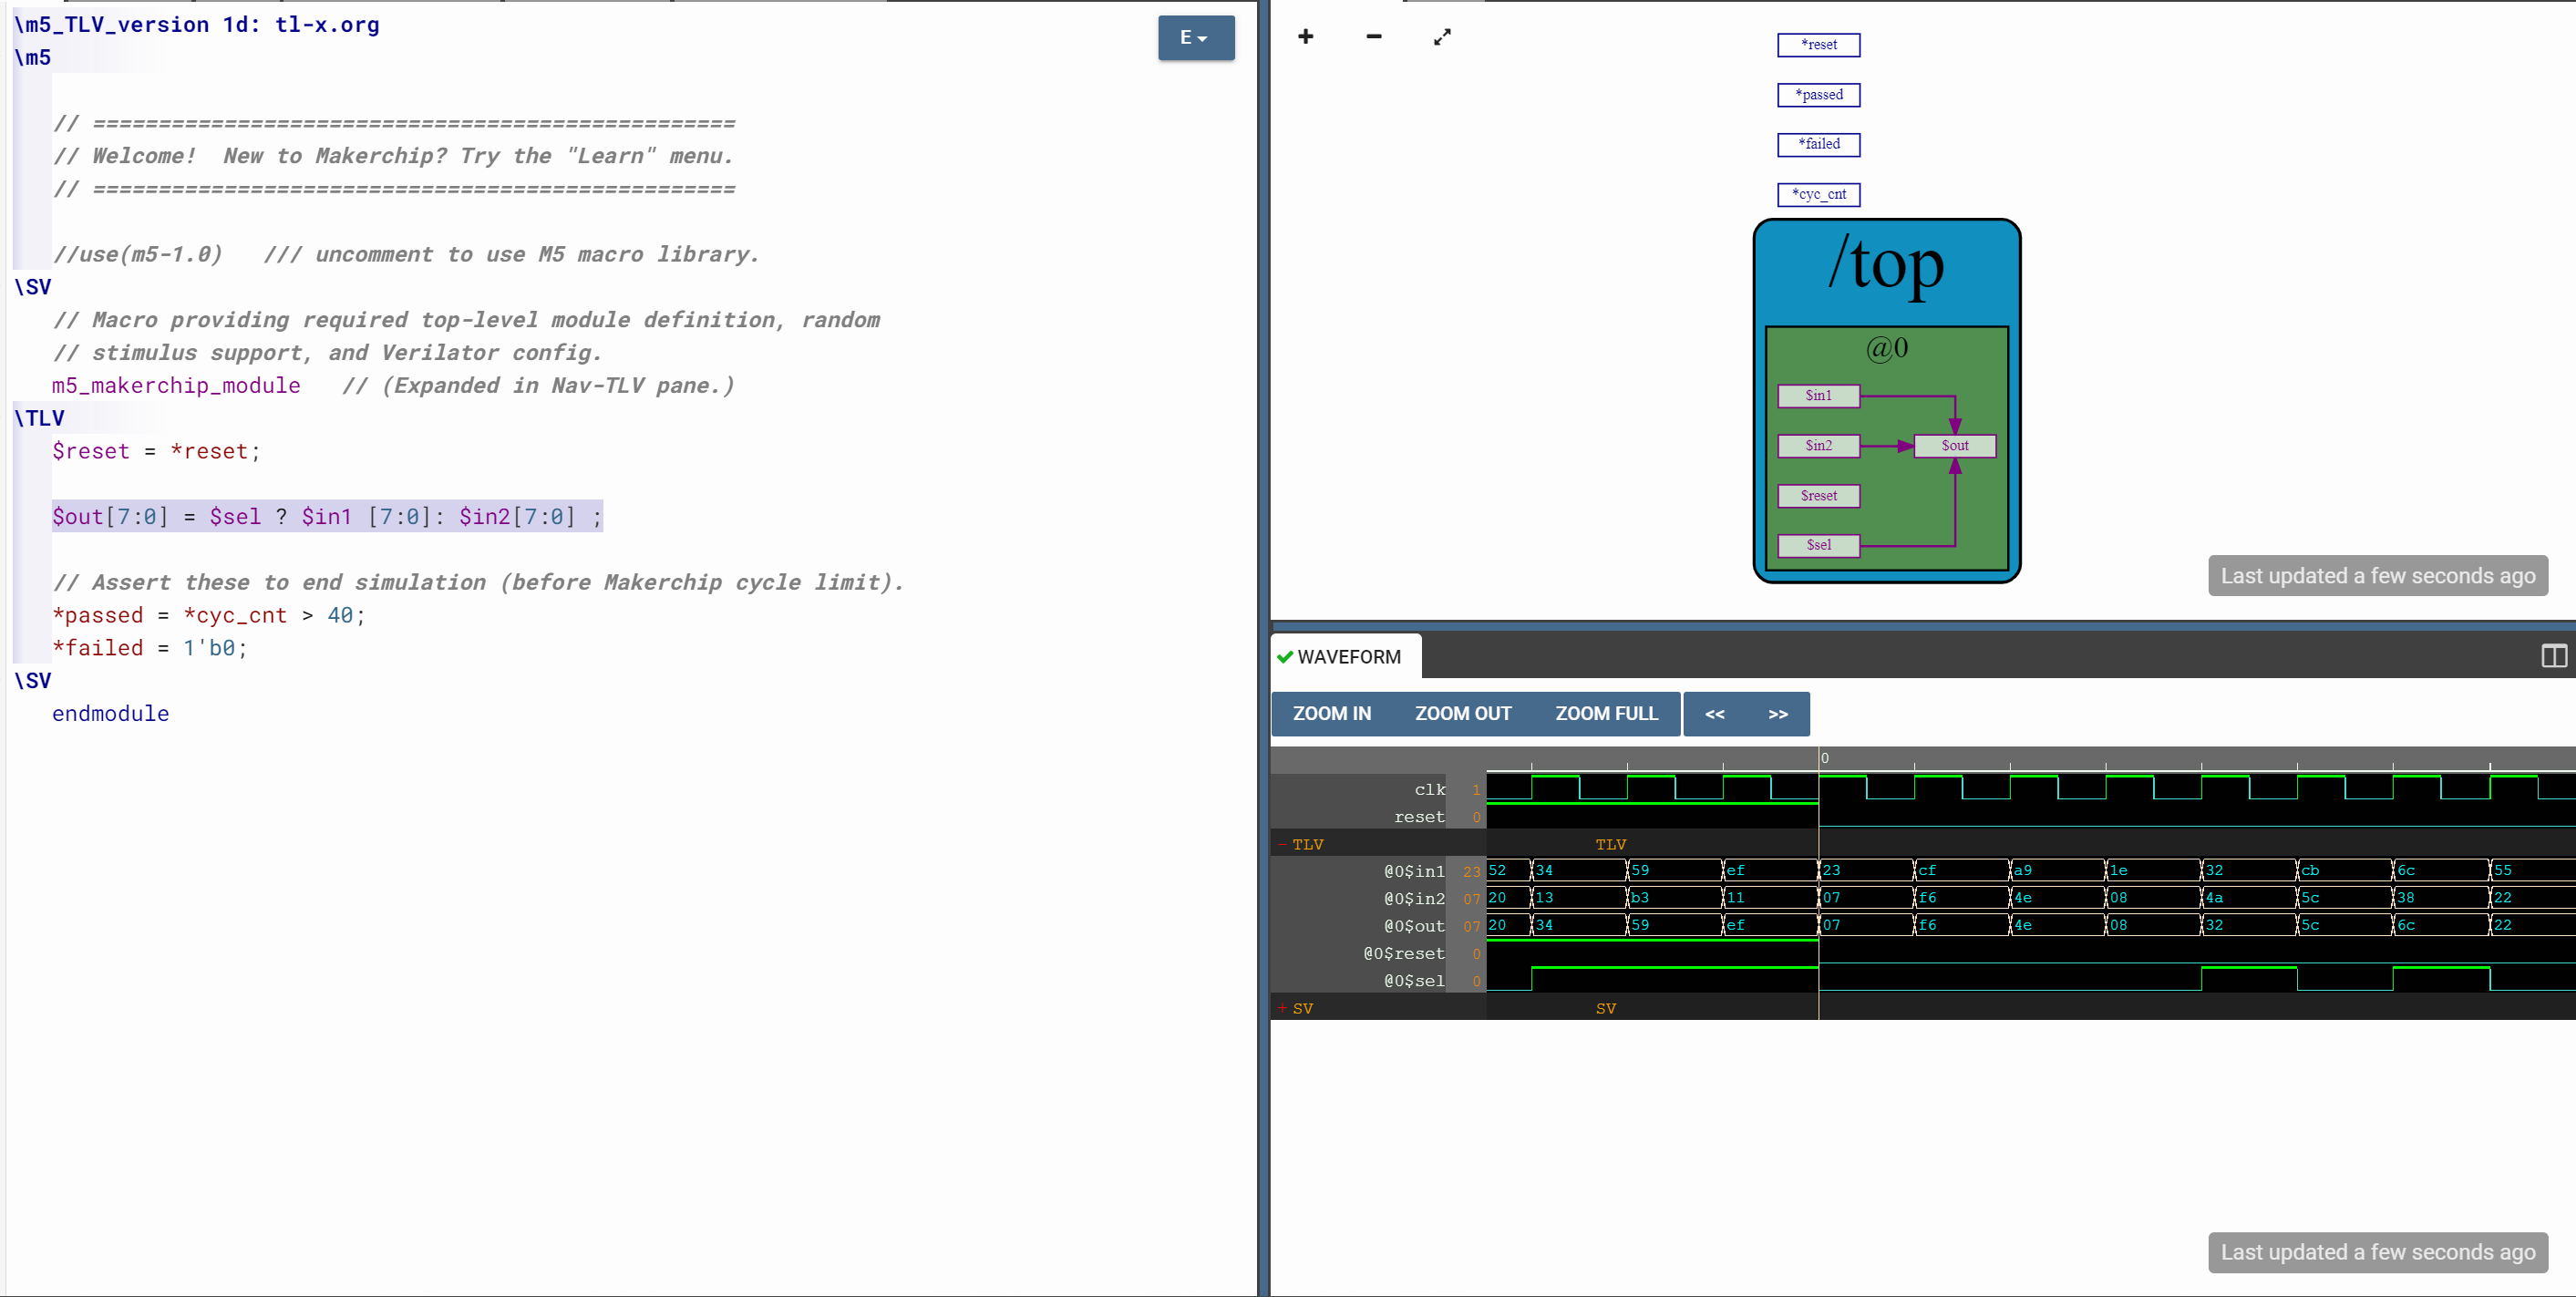 \m5_TLV_version 1d: tl-x.org
\m5
// =================================================
// Welcome!  New to Makerchip? Try the "Learn" menu.
// =================================================
//use(m5-1.0)   /// uncomment to use M5 macro library.
\SV
// Macro providing required top-level module definition, random
// stimulus support, and Verilator config.
m5_makerchip_module   // (Expanded in Nav-TLV pane.)
\TLV
$reset = *reset;
$out[7:0] = $sel ? $in1 [7:0]: $in2[7:0] ;
// Assert these to end simulation (before Makerchip cycle limit).
*passed = *cyc_cnt > 40;
*failed = 1'b0;
\SV
endmodule
E
*reset
*passed
*failed
*cyc_cnt
/top
@0
$in1
$in2
$out
$reset
$sel
Last updated a few seconds ago
WAVEFORM
ZOOM IN ZOOM OUT ZOOM FULL << >>
0
clk 1
reset 0
- TLV TLV
@0$in1 23 52 34 59 ef 23 cf a9 1e 32 cb 6c 55
@0$in2 07 20 13 b3 11 07 f6 4e 08 4a 5c 38 22
@0$out 07 20 34 59 ef 07 f6 4e 08 32 5c 6c 22
@0$reset 0
@0$sel 0
+ SV SV
Last updated a few seconds ago